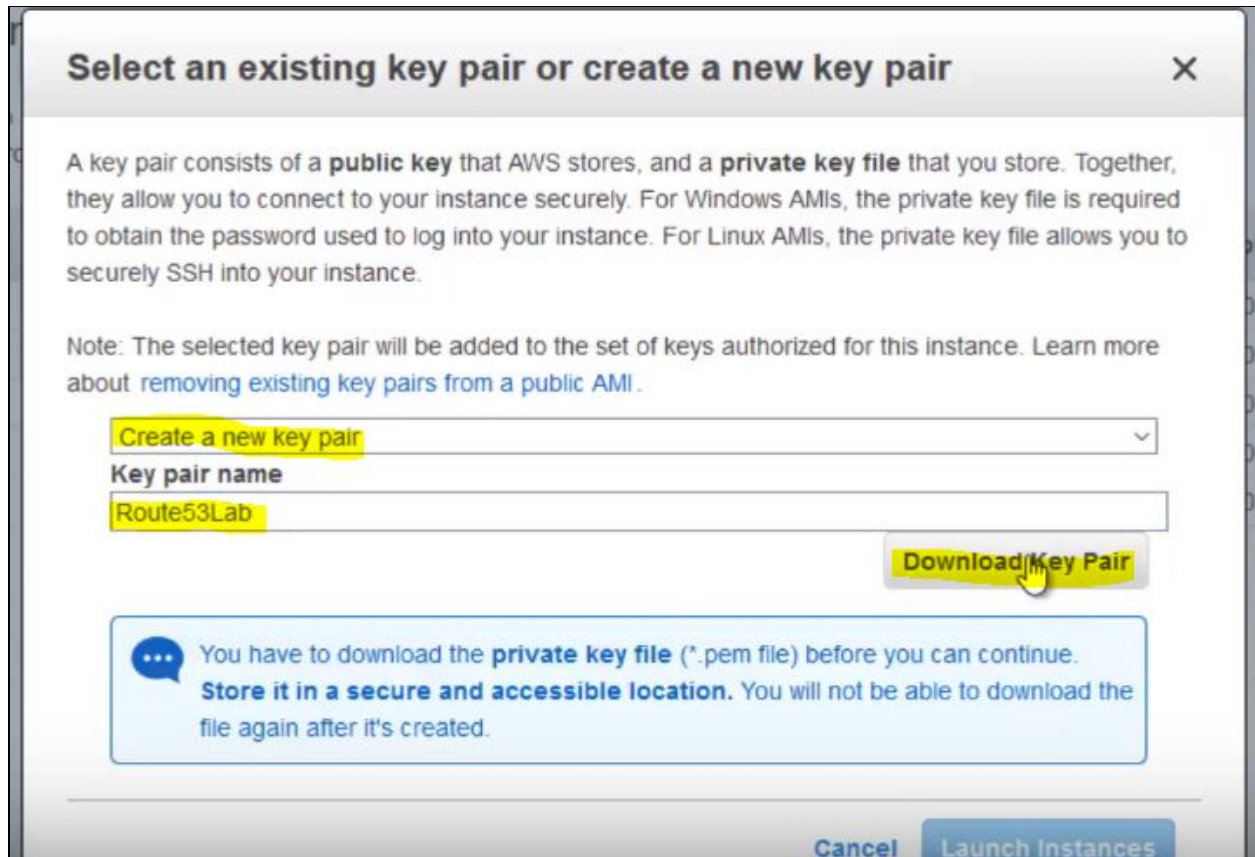 Select an existing key pair or create a new key pair
A key pair consists of a public key that AWS stores, and a private key file that you store. Together,
they allow you to connect to your instance securely. For Windows AMIs, the private key file is required
to obtain the password used to log into your instance. For Linux AMIs, the private key file allows you to
securely SSH into your instance.
Note: The selected key pair will be added to the set of keys authorized for this instance. Learn more
about removing existing key pairs from a public AMI.
Create a new key pair
Key pair name
Route53Lab
Download Key Pair
You have to download the private key file (*.pem file) before you can continue.
Store it in a secure and accessible location. You will not be able to download the
file again after it's created.
Cancel Launch Instances